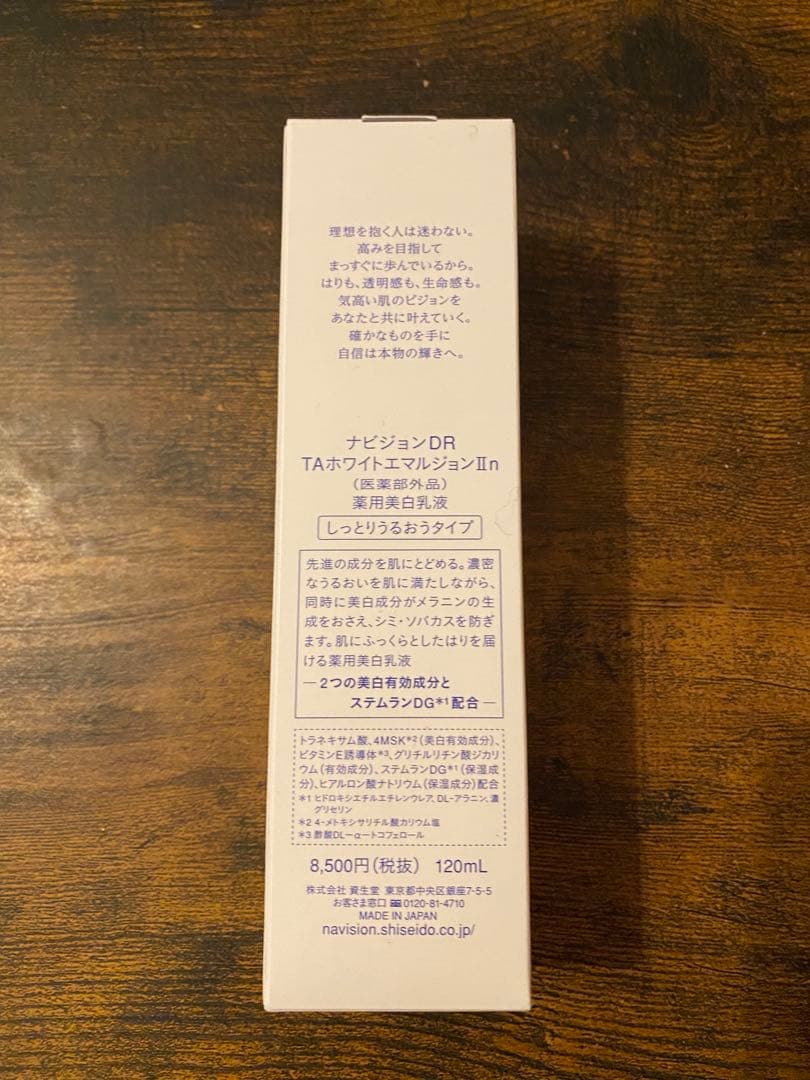 理想を抱く人は迷わない。
高みを目指して
まっすぐに歩んでいるから。
はりも、透明感も、生命感も。
気高い肌のビジョンを
あなたと共に叶えていく。
確かなものを手に
自信は本物の輝きへ。
ナビジョンDR
TAホワイトエマルジョンⅡn
（医薬部外品）
薬用美白乳液
しっとりうるおうタイプ
先進の成分を肌にとどめる。濃密
なうるおいを肌に満たしながら、
同時に美白成分がメラニンの生
成をおさえ、シミ・ソバカスを防ぎ
ます。肌にふっくらとしたはりを届
ける薬用美白乳液
―2つの美白有効成分と
ステムランDG*1配合―
トラネキサム酸、4MSK*2（美白有効成分）、
ビタミンE誘導体*3、グリチルリチン酸ジカリ
ウム（有効成分）、ステムランDG*1（保湿成
分）、ヒアルロン酸ナトリウム（保湿成分）配合
*1 ヒドロキシエチルエチレンウレア、DL-アラニン、濃
グリセリン
*2 4-メトキシサリチル酸カリウム塩
*3 酢酸DL-α-トコフェロール
8,500円（税抜） 120mL
株式会社 資生堂 東京都中央区銀座7-5-5
お客さま窓口 0120-81-4710
MADE IN JAPAN
navision.shiseido.co.jp/